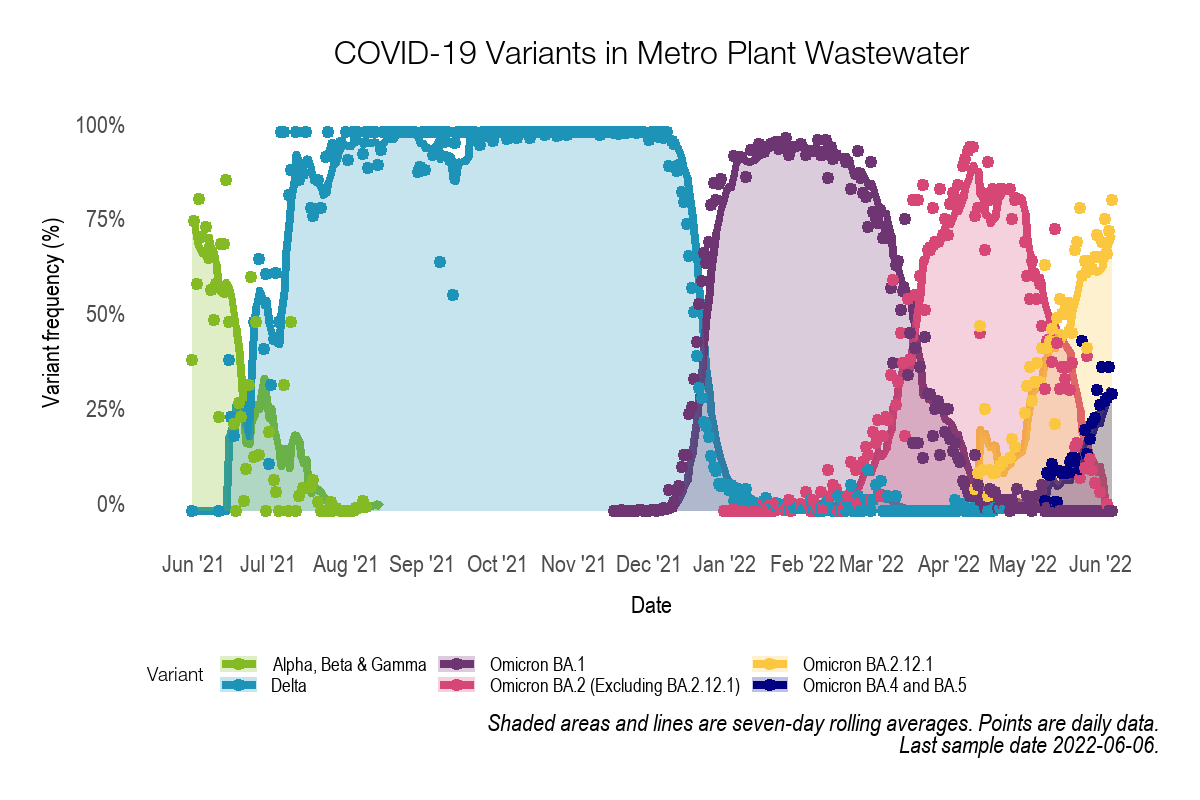 COVID-19 Variants in Metro Plant Wastewater
Variant frequency (%)
100%
75%
50%
25%
0%
Jun '21 Jul '21 Aug '21 Sep '21 Oct '21 Nov '21 Dec '21 Jan '22 Feb '22 Mar '22 Apr '22 May '22 Jun '22
Date
Variant
Alpha, Beta & Gamma Omicron BA.1 Omicron BA.2.12.1
Delta Omicron BA.2 (Excluding BA.2.12.1) Omicron BA.4 and BA.5
Shaded areas and lines are seven-day rolling averages. Points are daily data.
Last sample date 2022-06-06.